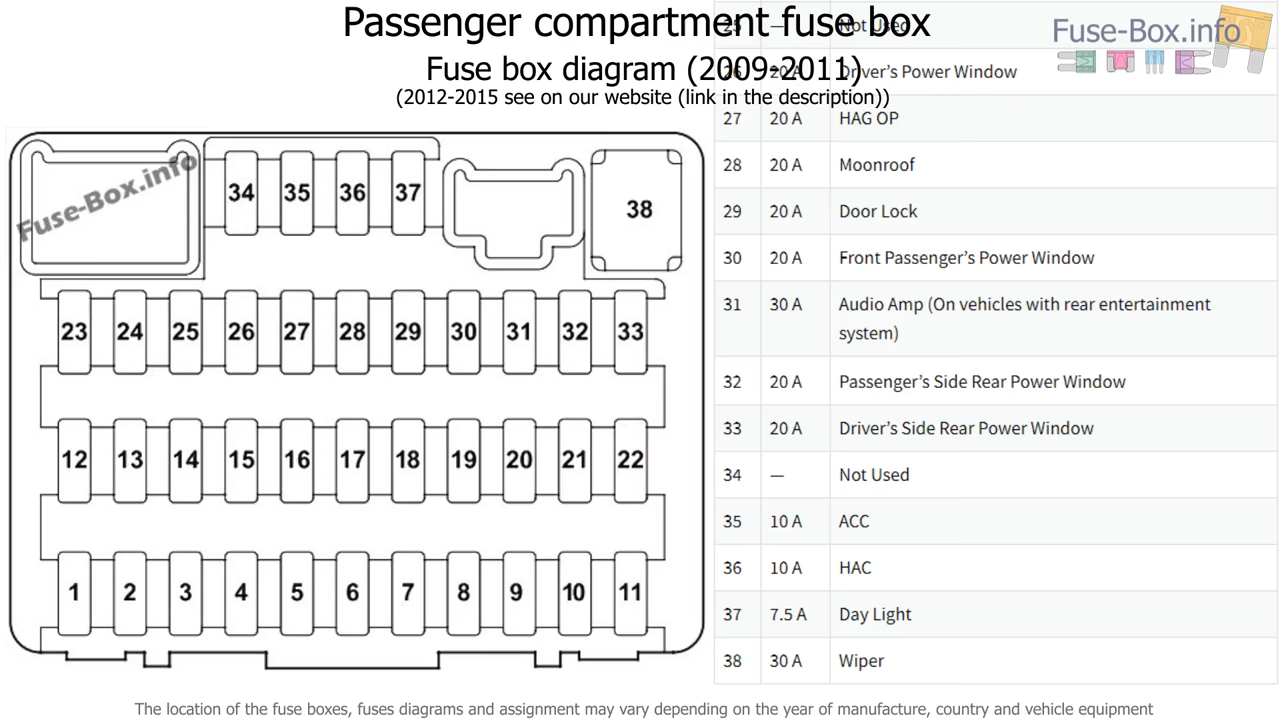 Passenger compartment fuse box
Fuse box diagram (2009-2011)
(2012-2015 see on our website (link in the description))
Fuse-Box.info
Fuse-Box.info
34 35 36 37
38
23 24 25 26 27 28 29 30 31 32 33
12 13 14 15 16 17 18 19 20 21 22
1 2 3 4 5 6 7 8 9 10 11
25 — Not Used
26 20 A Driver’s Power Window
27 20 A HAG OP
28 20 A Moonroof
29 20 A Door Lock
30 20 A Front Passenger’s Power Window
31 30 A Audio Amp (On vehicles with rear entertainment
system)
32 20 A Passenger’s Side Rear Power Window
33 20 A Driver’s Side Rear Power Window
34 — Not Used
35 10 A ACC
36 10 A HAC
37 7.5 A Day Light
38 30 A Wiper
The location of the fuse boxes, fuses diagrams and assignment may vary depending on the year of manufacture, country and vehicle equipment